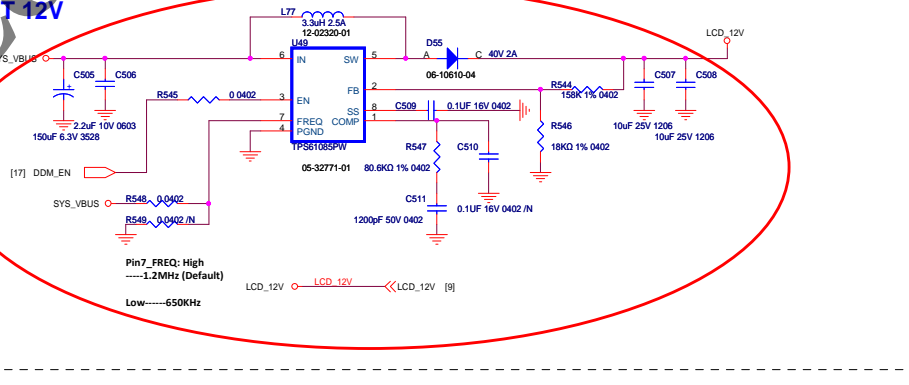 T 12V
L77
3.3uH 2.5A
12-02320-01
LCD_12V
SYS_VBUS
U49
D55
A C 40V 2A
06-10610-04
6 IN SW 5
C505
C506
2 FB
R544
158K 1% 0402
C507
C508
R545 0 0402
3 EN
8 SS
C509 0.1UF 16V 0402
7 FREQ COMP 1
4 PGND
2.2uF 10V 0603
150uF 6.3V 3528
10uF 25V 1206
10uF 25V 1206
TPS61085PW
05-32771-01
R546
18KΩ 1% 0402
R547
80.6KΩ 1% 0402
C510
0.1UF 16V 0402
[17] DDM_EN
C511
1200pF 50V 0402
R548 0 0402
SYS_VBUS
R549 0 0402 /N
Pin7_FREQ: High
-----1.2MHz (Default)
Low------650KHz
LCD_12V LCD_12V LCD_12V [9]